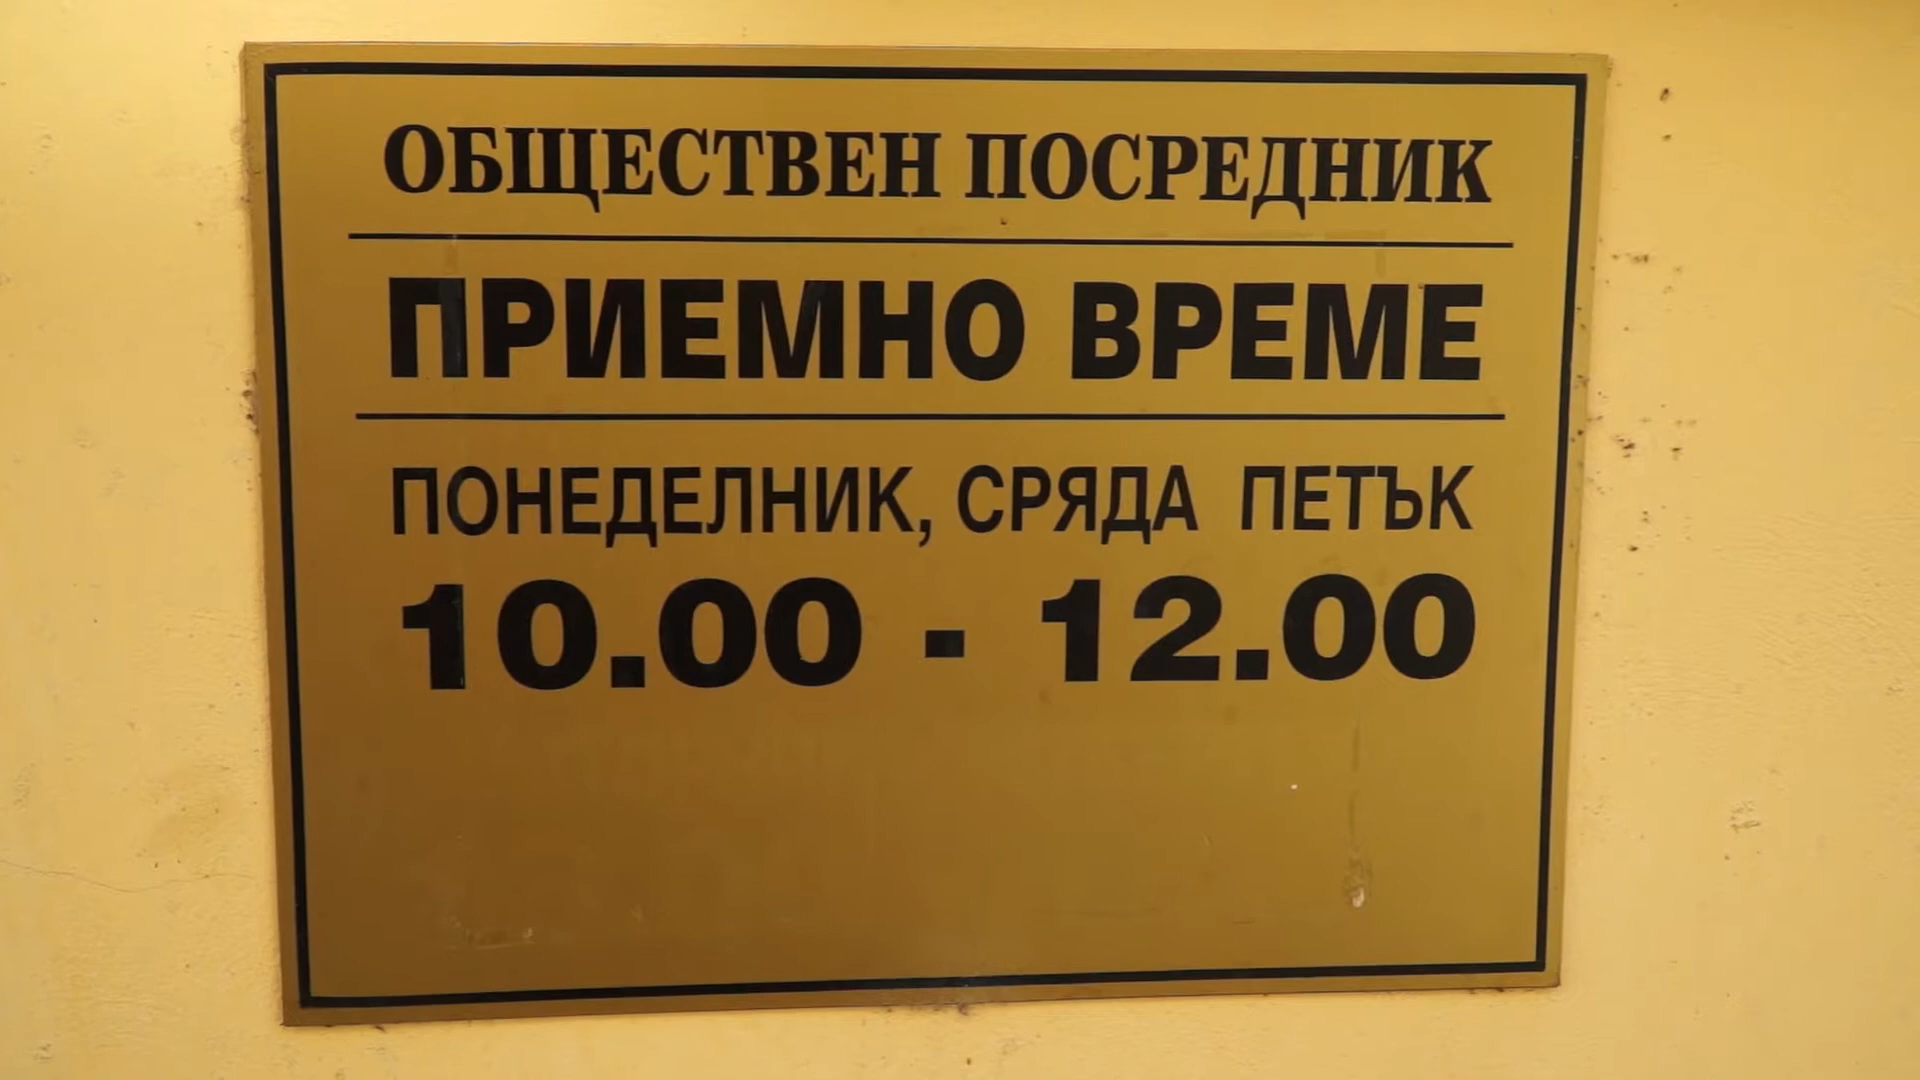 ОБЩЕСТВЕН ПОСРЕДНИК
ПРИЕМНО ВРЕМЕ
ПОНЕДЕЛНИК, СРЯДА ПЕТЪК
10.00 - 12.00